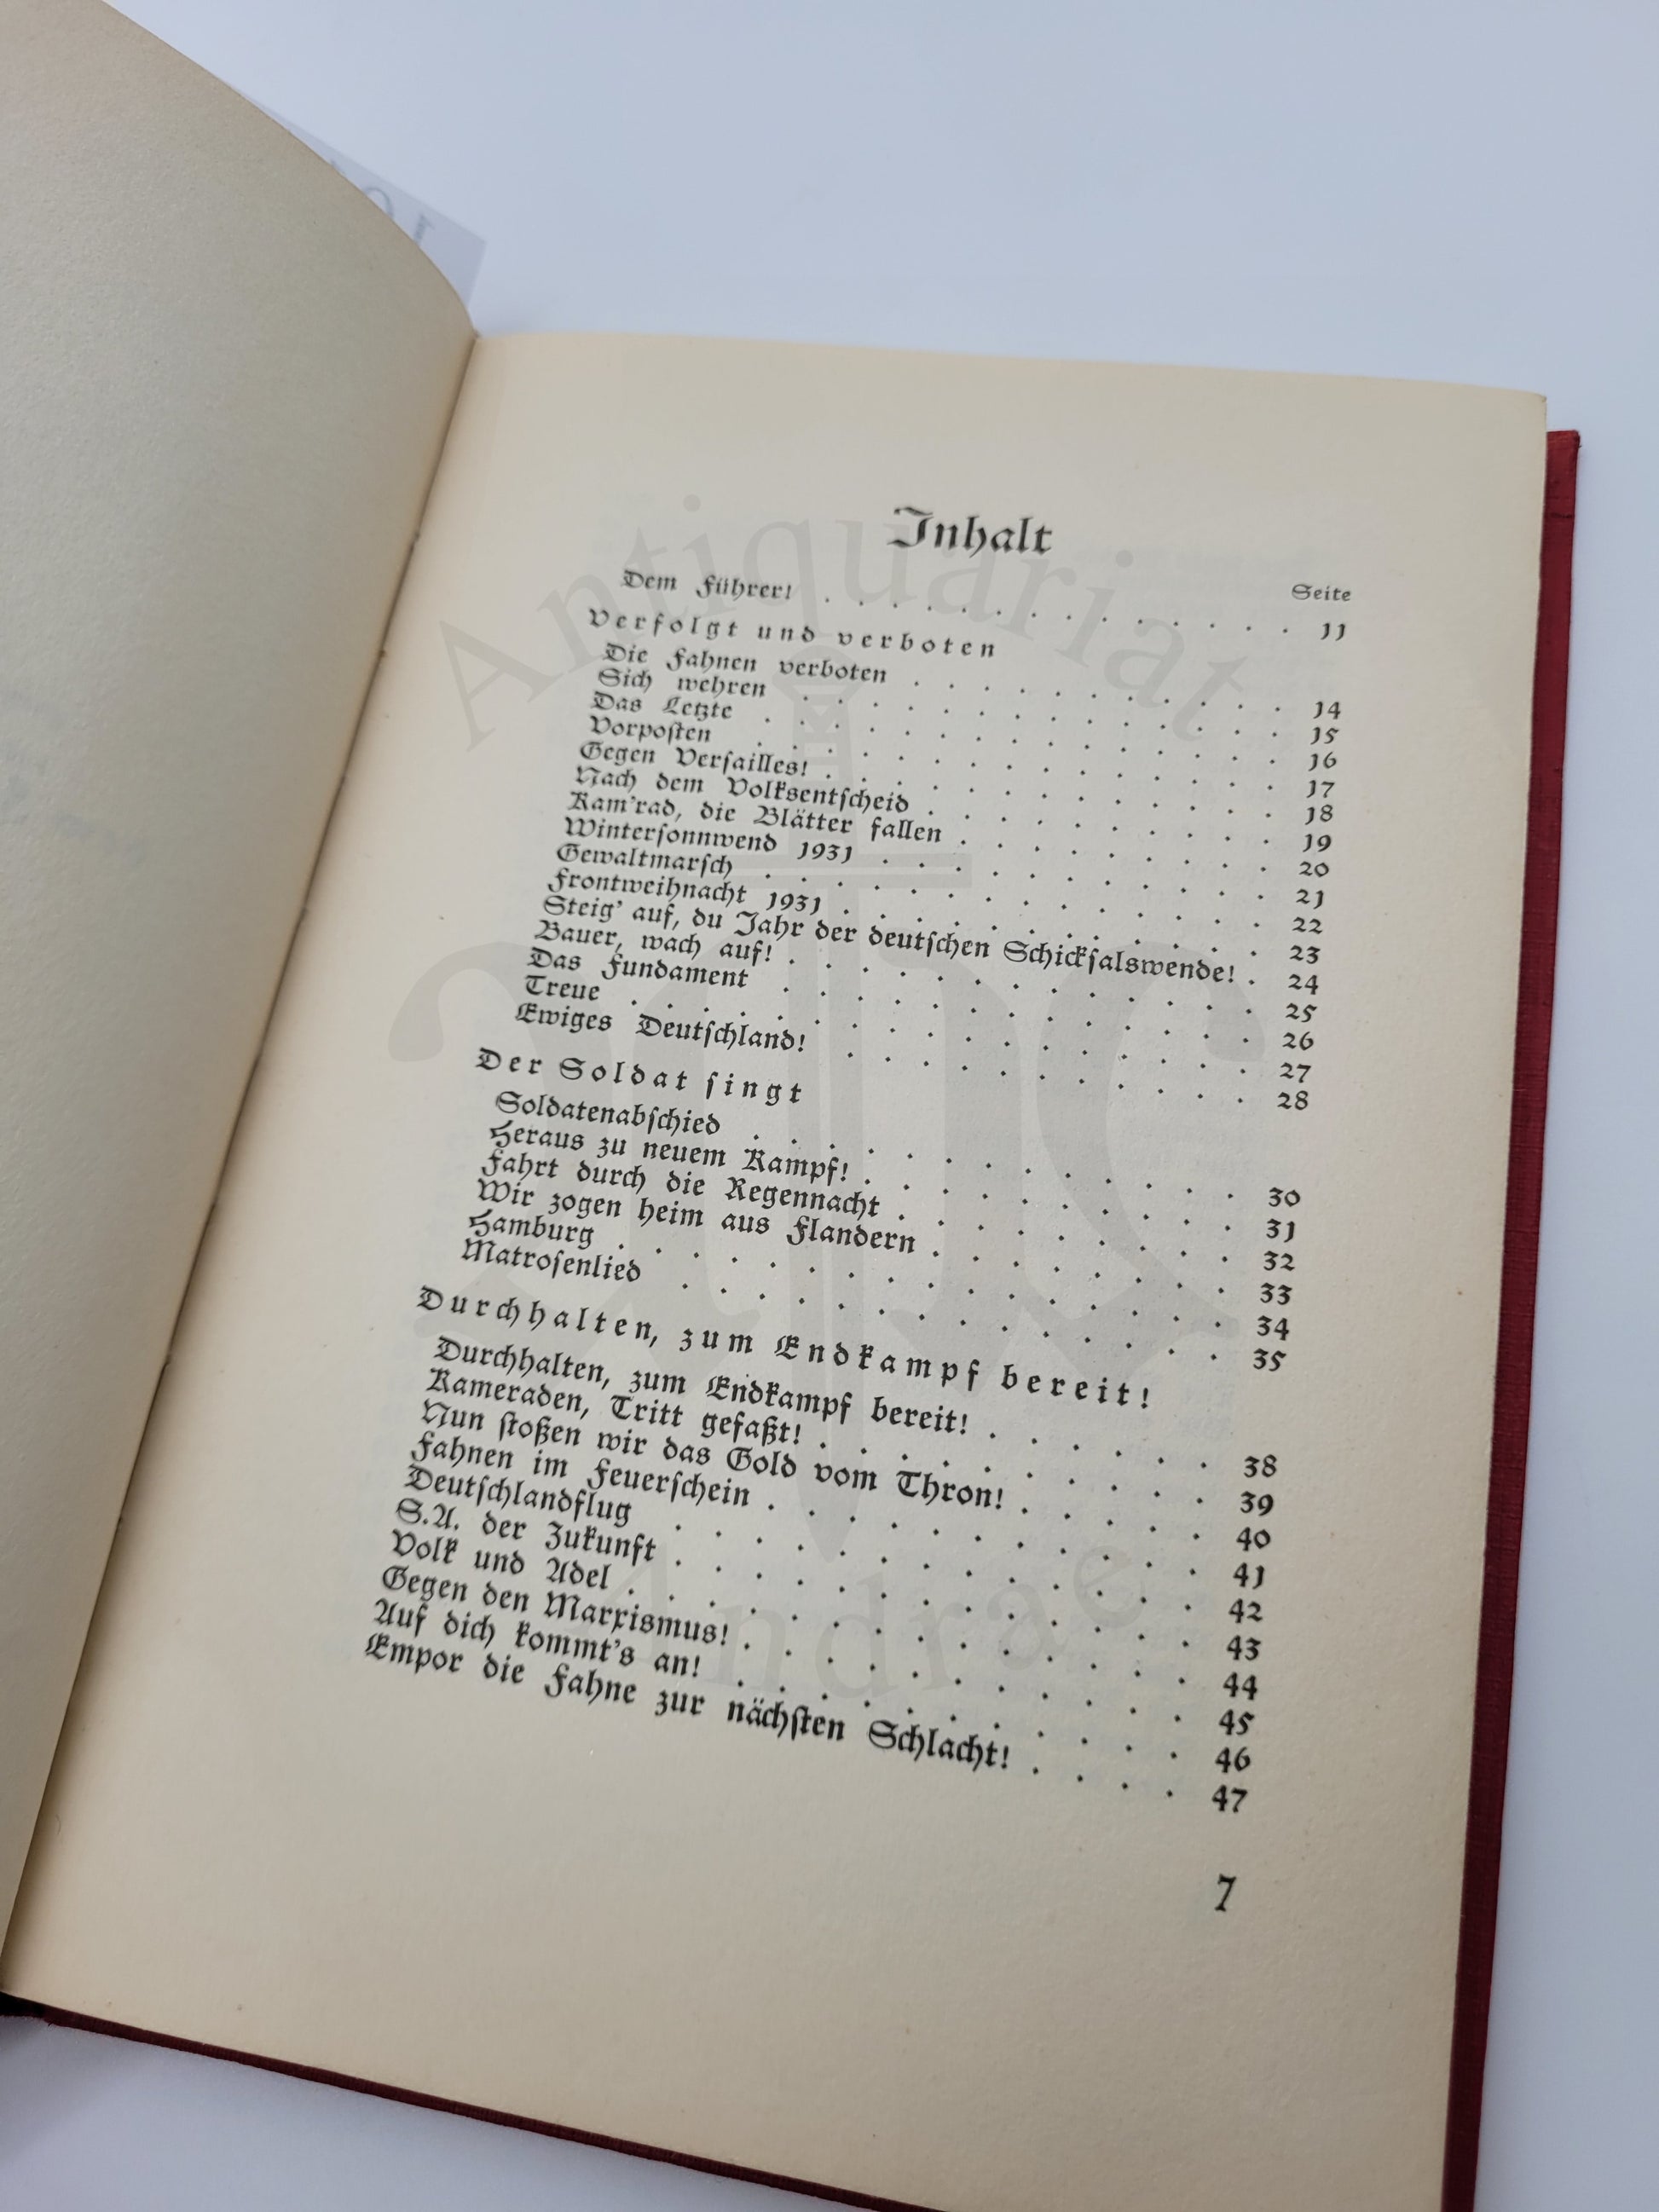 Inhalt
Seite
Dem Führer! . . . . . . . . . . . . . . 11
Verfolgt und verboten
Die Fahnen verboten . . . . . . . . . . . 14
Sich wehren . . . . . . . . . . . . . . 15
Das Letzte . . . . . . . . . . . . . . . 16
Vorposten . . . . . . . . . . . . . . . 17
Gegen Versailles! . . . . . . . . . . . . . 18
Nach dem Volksentscheid . . . . . . . . . . 19
Kam'rad, die Blätter fallen . . . . . . . . . 20
Wintersonnwend 1931 . . . . . . . . . . . 21
Gewaltmarsch . . . . . . . . . . . . . . 22
Frontweihnacht 1931 . . . . . . . . . . . . 23
Steig' auf, du Jahr der deutschen Schicksalswende! . 24
Bauer, wach auf! . . . . . . . . . . . . . 25
Das Fundament . . . . . . . . . . . . . 26
Treue . . . . . . . . . . . . . . . . . 27
Ewiges Deutschland! . . . . . . . . . . . 28
Der Soldat singt
Soldatenabschied . . . . . . . . . . . . . 30
Heraus zu neuem Kampf! . . . . . . . . . . 31
Fahrt durch die Regennacht . . . . . . . . . 32
Wir zogen heim aus Flandern . . . . . . . . 33
Hamburg . . . . . . . . . . . . . . . . 34
Matrosenlied . . . . . . . . . . . . . . 35
Durchhalten, zum Endkampf bereit!
Durchhalten, zum Endkampf bereit! . . . . . . 38
Kameraden, Tritt gefaßt! . . . . . . . . . . 39
Nun stoßen wir das Gold vom Thron! . . . . . 40
Fahnen im Feuerschein . . . . . . . . . . . 41
Deutschlandflug . . . . . . . . . . . . . 42
S.A. der Zukunft . . . . . . . . . . . . . 43
Volk und Adel . . . . . . . . . . . . . . 44
Gegen den Marxismus! . . . . . . . . . . . 45
Auf dich kommt's an! . . . . . . . . . . . 46
Empor die Fahne zur nächsten Schlacht! . . . . 47
7
Antiquariat
Andrae